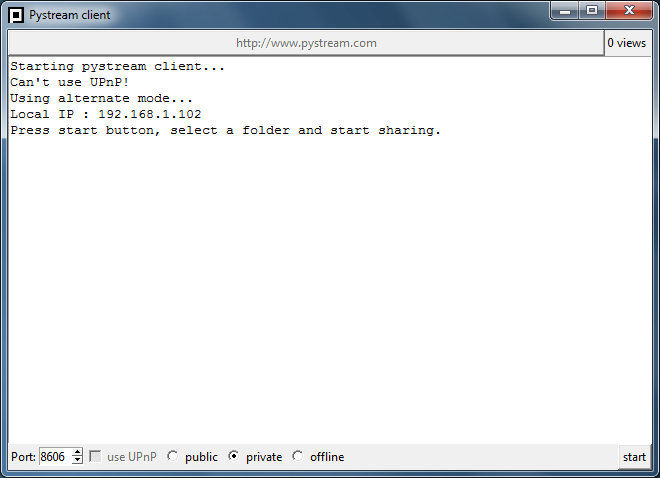 Pystream client
http://www.pystream.com 0 views
Starting pystream client...
Can't use UPnP!
Using alternate mode...
Local IP : 192.168.1.102
Press start button, select a folder and start sharing.
Port: 8606 use UPnP public private offline start